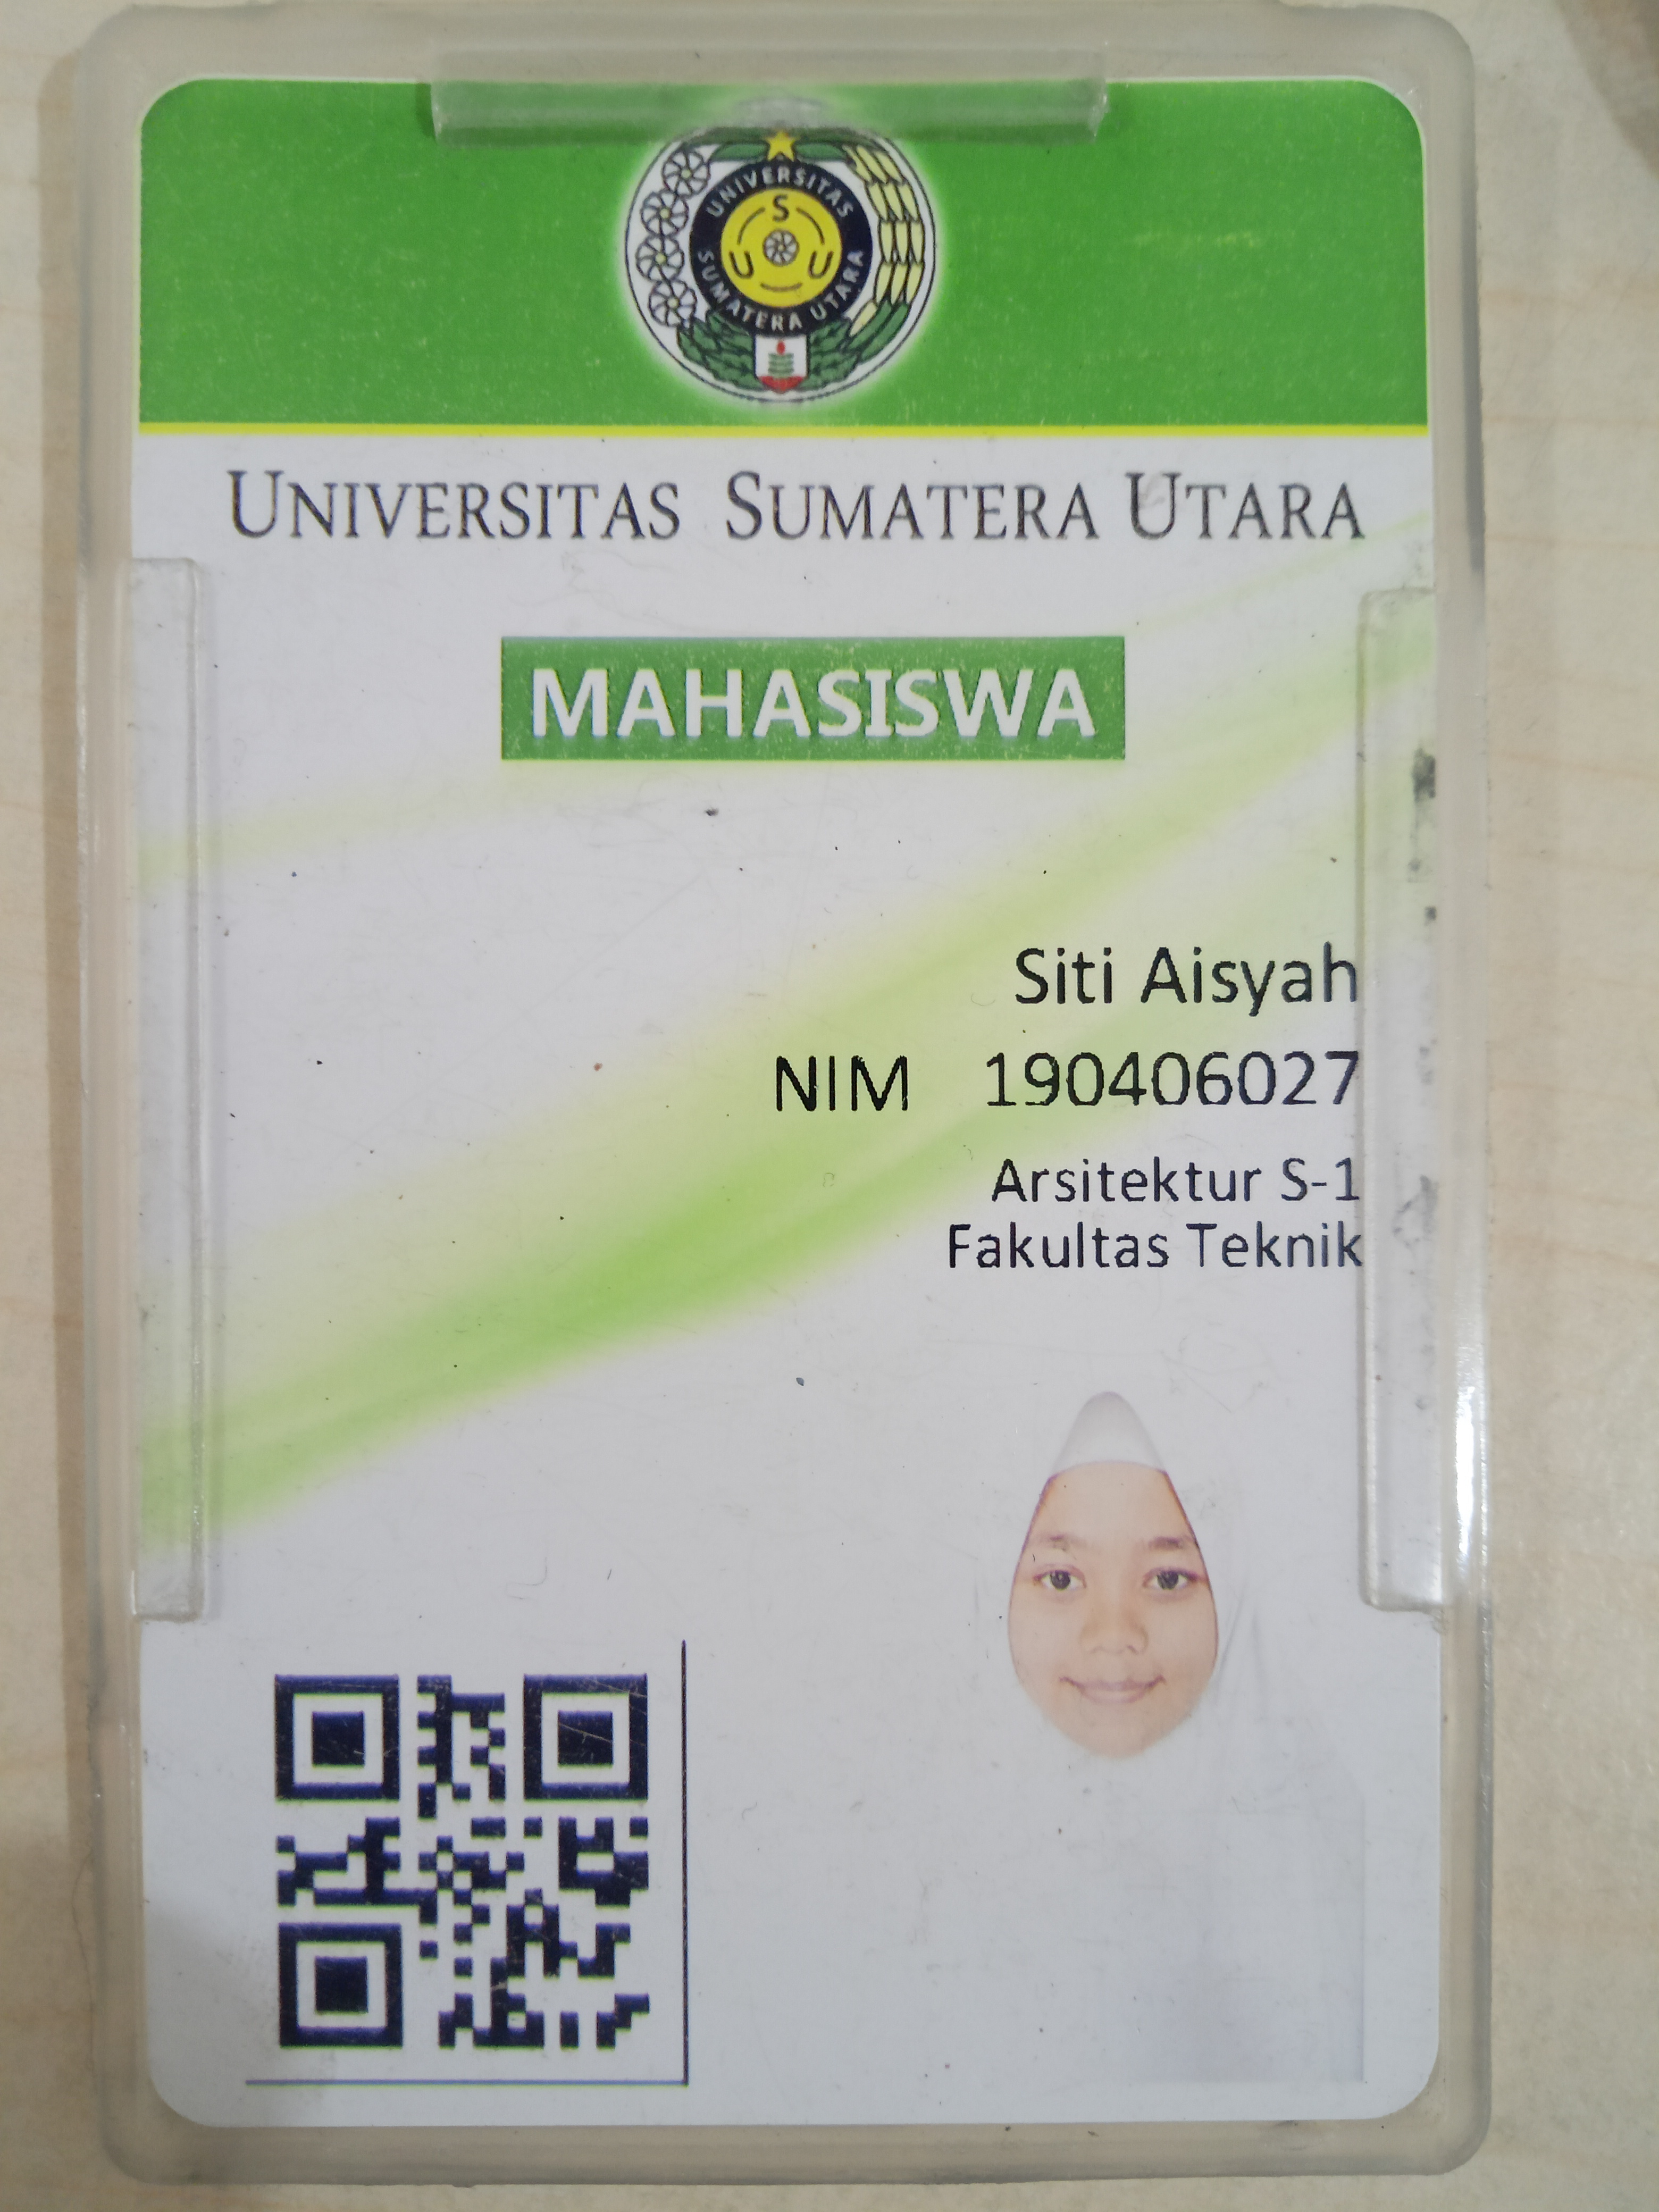 UNIVERSITAS
S
U U
SUMATERA UTARA
UNIVERSITAS SUMATERA UTARA
MAHASISWA
Siti Aisyah
NIM 190406027
Arsitektur S-1
Fakultas Teknik